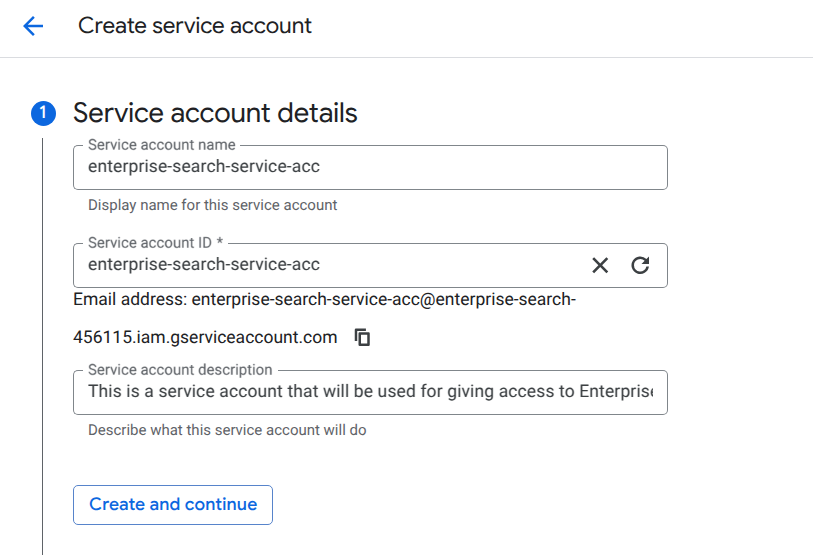 Create service account
1 Service account details
Service account name
enterprise-search-service-acc
Display name for this service account
Service account ID *
enterprise-search-service-acc
Email address: enterprise-search-service-acc@enterprise-search-
456115.iam.gserviceaccount.com
Service account description
This is a service account that will be used for giving access to Enterprise
Describe what this service account will do
Create and continue